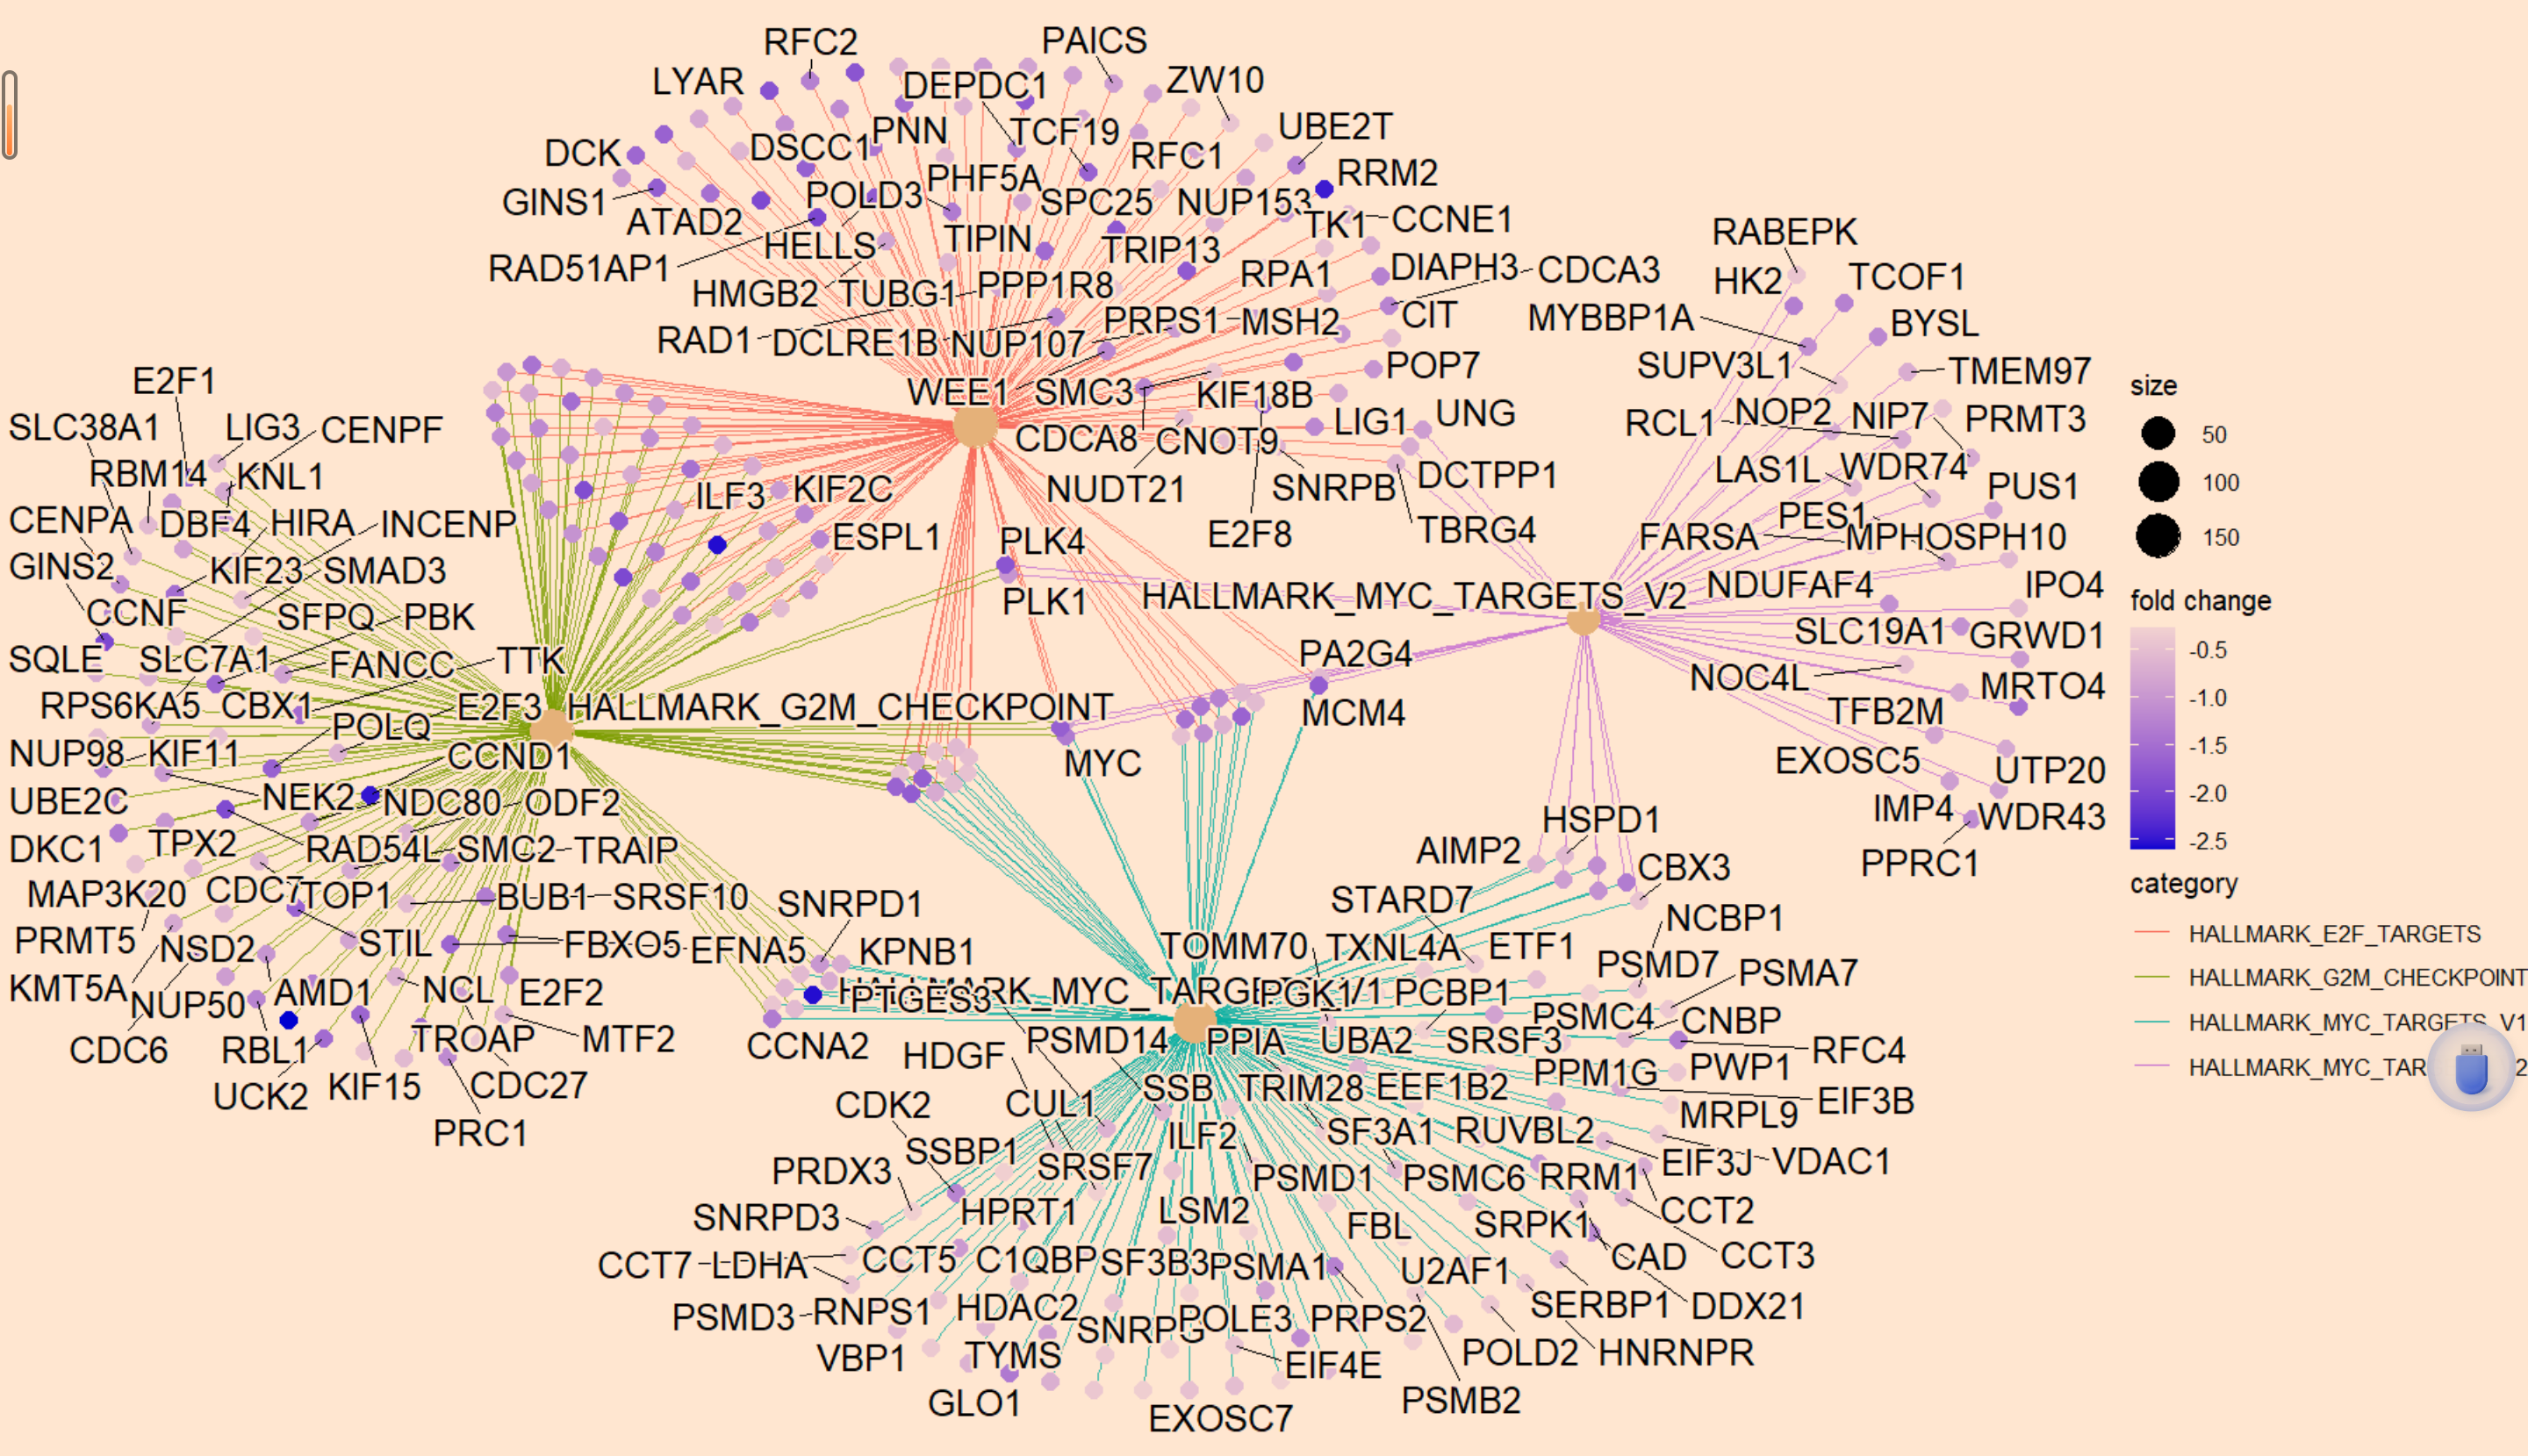 RFC2
PAICS
LYAR
DEPDC1
ZW10
DCK
DSCC1
PNN
TCF19
UBE2T
RFC1
RRM2
GINS1
POLD3
PHF5A
SPC25
NUP153
TK1
CCNE1
ATAD2
HELLS
TIPIN
TRIP13
RAD51AP1
RPA1
DIAPH3
CDCA3
HMGB2
TUBG1
PPP1R8
CIT
RAD1
DCLRE1B
NUP107
PRPS1
MSH2
WEE1
SMC3
KIF18B
POP7
CDCA8
CNOT9
LIG1
UNG
NUDT21
SNRPB
DCTPP1
E2F8
TBRG4
RABEPK
HK2
TCOF1
MYBBP1A
BYSL
SUPV3L1
TMEM97
RCL1
NOP2
NIP7
PRMT3
LAS1L
WDR74
PUS1
FARSA
PES1
MPHOSPH10
HALLMARK_MYC_TARGETS_V2
NDUFAF4
IPO4
SLC19A1
GRWD1
NOC4L
MRTO4
TFB2M
EXOSC5
UTP20
IMP4
WDR43
PPRC1
E2F1
SLC38A1
LIG3
CENPF
RBM14
KNL1
ILF3
KIF2C
CENPA
DBF4
HIRA
INCENP
ESPL1
GINS2
KIF23
SMAD3
PLK4
PLK1
CCNF
SFPQ
PBK
SQLE
SLC7A1
FANCC
TTK
PA2G4
RPS6KA5
CBX1
E2F3
HALLMARK_G2M_CHECKPOINT
MCM4
NUP98
KIF11
POLQ
CCND1
MYC
UBE2C
NEK2
NDC80
ODF2
DKC1
TPX2
RAD54L
SMC2
TRAIP
MAP3K20
CDC7
TOP1
BUB1
SRSF10
SNRPD1
PRMT5
NSD2
STIL
FBXO5
EFNA5
KPNB1
KMT5A
NUP50
AMD1
NCL
E2F2
CDC6
RBL1
TROAP
MTF2
CCNA2
UCK2
KIF15
CDC27
PRC1
HSPD1
AIMP2
CBX3
STARD7
NCBP1
TOMM70
TXNL4A
ETF1
PSMD7
PSMA7
HALLMARK_MYC_TARGETS_V1
PTGES3
PGK1
PCBP1
PSMC4
CNBP
HDGF
PSMD14
PPIA
UBA2
SRSF3
RFC4
PPM1G
PWP1
CDK2
CUL1
SSB
TRIM28
EEF1B2
MRPL9
EIF3B
SSBP1
ILF2
SF3A1
RUVBL2
PRDX3
SRSF7
PSMD1
PSMC6
RRM1
EIF3J
VDAC1
SNRPD3
HPRT1
LSM2
FBL
SRPK1
CCT2
CCT7
LDHA
CCT5
C1QBP
SF3B3
PSMA1
U2AF1
CAD
CCT3
PSMD3
RNPS1
HDAC2
SNRPG
POLE3
PRPS2
SERBP1
DDX21
VBP1
TYMS
EIF4E
POLD2
HNRNPR
GLO1
EXOSC7
PSMB2
size
50
100
150
fold change
-0.5
-1.0
-1.5
-2.0
-2.5
category
HALLMARK_E2F_TARGETS
HALLMARK_G2M_CHECKPOINT
HALLMARK_MYC_TARGETS_V1
HALLMARK_MYC_TAR